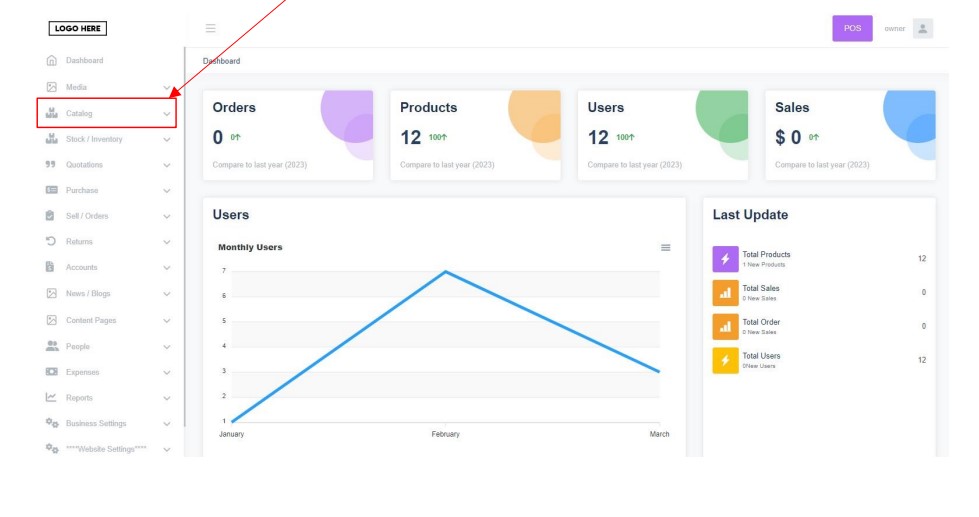 LOGO HERE
POS
owner
Dashboard
Dashboard
Media
Catalog
Stock / Inventory
Quotations
Purchase
Sell / Orders
Returns
Accounts
News / Blogs
Content Pages
People
Expenses
Reports
Business Settings
****Website Settings****
Orders
0 0↑
Compare to last year (2023)
Products
12 100↑
Compare to last year (2023)
Users
12 100↑
Compare to last year (2023)
Sales
$ 0 0↑
Compare to last year (2023)
Users
Monthly Users
7
6
5
4
3
2
1
January February March
Last Update
Total Products 12
1 New Products
Total Sales 0
0 New Sales
Total Order 0
0 New Sales
Total Users 12
0New Users